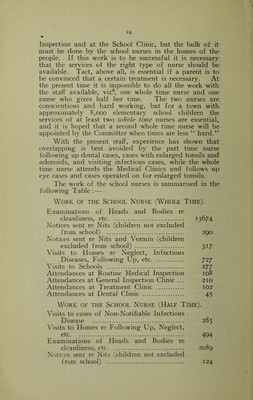 24
Inspection and at the School Clinic, but the bulk of it
must be done by the school nurses in the homes of the
people. If this work is to be successful it is necessary
that the services of the right type of nurse should be
available. Tact, above all, is essential if a parent is to
be convinced that a certain treatment is necessary. At
the present time it is impossible to do all the work with
the staff available, viz., one whole time nurse and one
nurse who gives half her time. The two nurses are
conscientious and hard working, but for a town with
approximately 8,000 elementary school children the
services of at least two whole time nurses are essential,
and it is hoped that a second whole time nurse will be
appointed by the Committee when times are less "hard."
With the present staff, experience has shown that
overlapping is best avoided by the part time nurse
following up dental cases, cases with enlarged tonsils and
adenoids, and visiting infectious cases, while the whole
time nurse attends the Medical Clinics and follows up
eye cases and cases operated on for enlarged tonsils.
The work of the school nurses is summarised in the
following Table :—
WORK OF THE SCHOOL NURSE (WHOLE TIME).
Examinations of Heads and Bodies re
cleanliness, etc. ........................ 13674
Notices sent re Nits (children not excluded
from school) ........................ 290
Notices sent re Nits and Vermin (children
excluded from school) ........................ 317
Visits to Homes re Neglect, Infectious
Diseases, Following Up, etc. ............ 727
Visits to Schools ........................ 277
Attendances at Routine Medical Inspection 108
Attendances at General Inspection Clinic ... 110
Attendances at Treatment Clinic ............ 102
Attendances at Dental Clinic ............ 45
WORK OF THE SCHOOL NURSE (HALF TIME).
Visits to cases of Non-Notifiable Infectious
Disease ........................ 285
Visits to Homes re Following Up, Neglect,
etc. ........................ 494
Examinations of Heads and Bodies re
cleanliness, etc. ........................ 2089
Notices sent re Nits (children not excluded
from school) ........................ 124